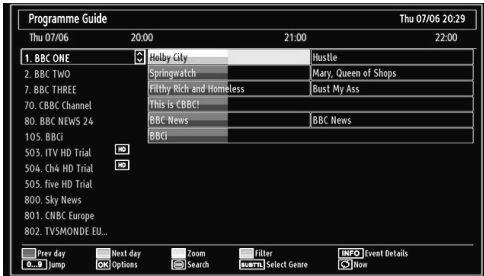 Programme Guide Thu 07/06 20:29
Thu 07/06 20:00 21:00 22:00
1. BBC ONE Holby City Hustle
2. BBC TWO Springwatch Mary, Queen of Shops
7. BBC THREE Filthy Rich and Homeless Bust My Ass
70. CBBC Channel This is CBBC!
80. BBC NEWS 24 BBC News BBC News
105. BBCi BBCi
503. ITV HD Trial HD
504. Ch4 HD Trial HD
505. five HD Trial
800. Sky News
801. CNBC Europe
802. TV5MONDE EU...
Prev day Next day Zoom Filter INFO Event Details
0...9 Jump OK Options Search SUBTTL Select Genre Now